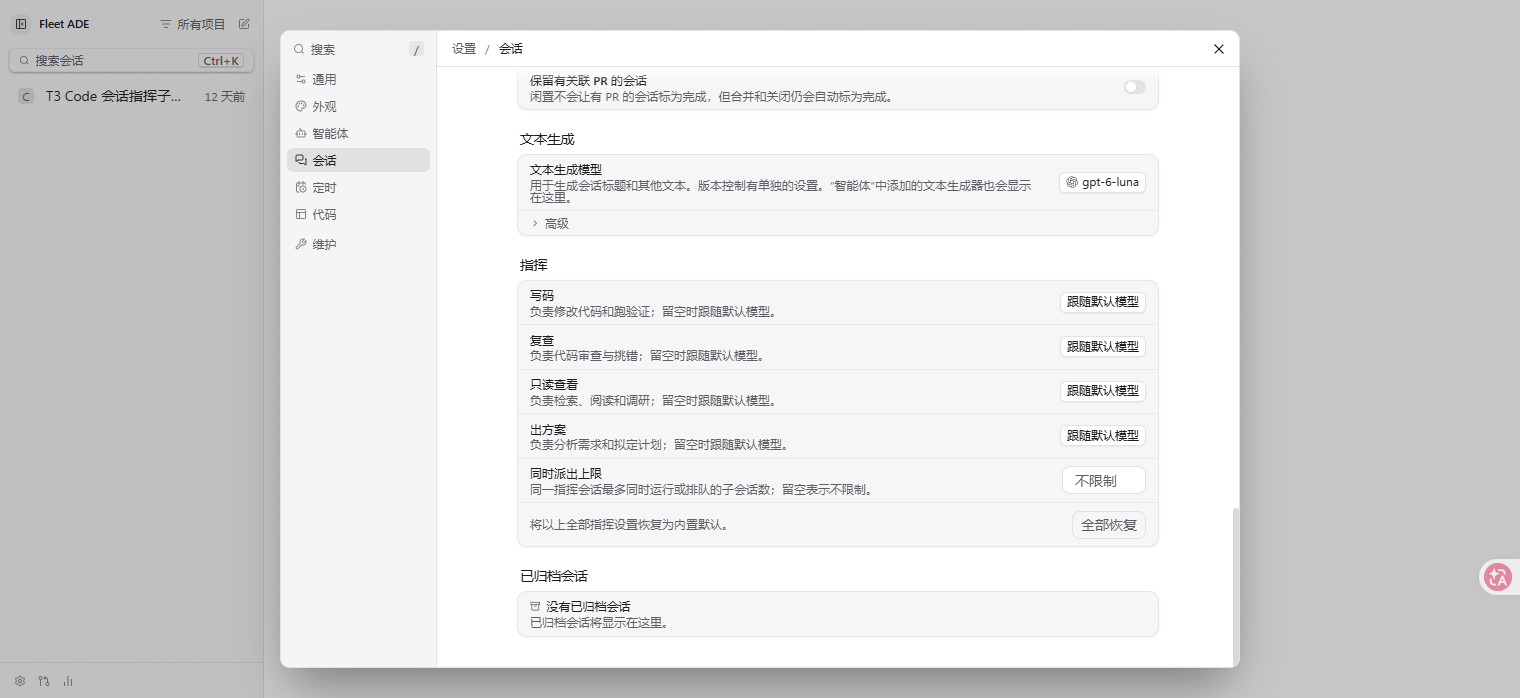 Fleet ADE
所有项目
搜索会话
Ctrl+K
C
T3 Code 会话指挥子...
12 天前
搜索
/
通用
外观
智能体
会话
定时
代码
维护
设置 / 会话
保留有关联 PR 的会话
闲置不会让有 PR 的会话标为完成，但合并和关闭仍会自动标为完成。
文本生成
文本生成模型
用于生成会话标题和其他文本。版本控制有单独的设置。"智能体"中添加的文本生成器也会显示
在这里。
gpt-6-luna
高级
指挥
写码
负责修改代码和跑验证；留空时跟随默认模型。
跟随默认模型
复查
负责代码审查与挑错；留空时跟随默认模型。
跟随默认模型
只读查看
负责检索、阅读和调研；留空时跟随默认模型。
跟随默认模型
出方案
负责分析需求和拟定计划；留空时跟随默认模型。
跟随默认模型
同时派出上限
同一指挥会话最多同时运行或排队的子会话数；留空表示不限制。
不限制
将以上全部指挥设置恢复为内置默认。
全部恢复
已归档会话
没有已归档会话
已归档会话将显示在这里。